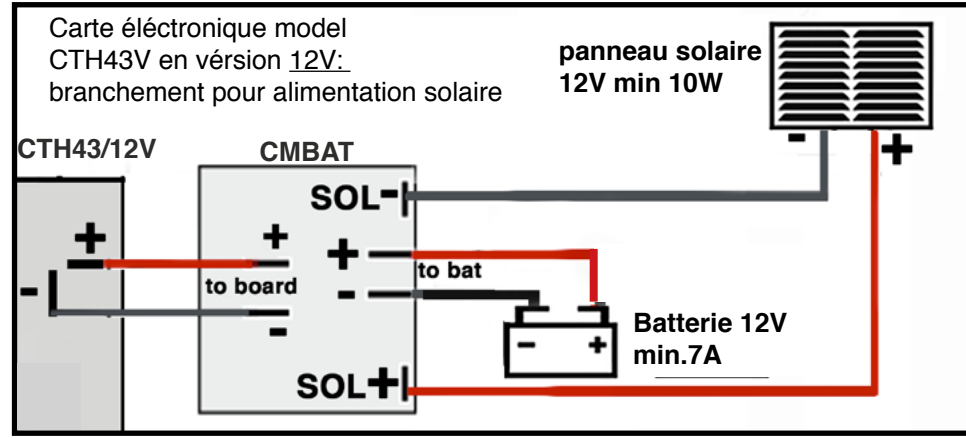 Carte éléctronique model
CTH43V en vérsion 12V:
branchement pour alimentation solaire
panneau solaire
12V min 10W
- +
CTH43/12V
CMBAT
SOL-
+
-
+
to board
-
+
to bat
-
- +
Batterie 12V
min.7A
SOL+